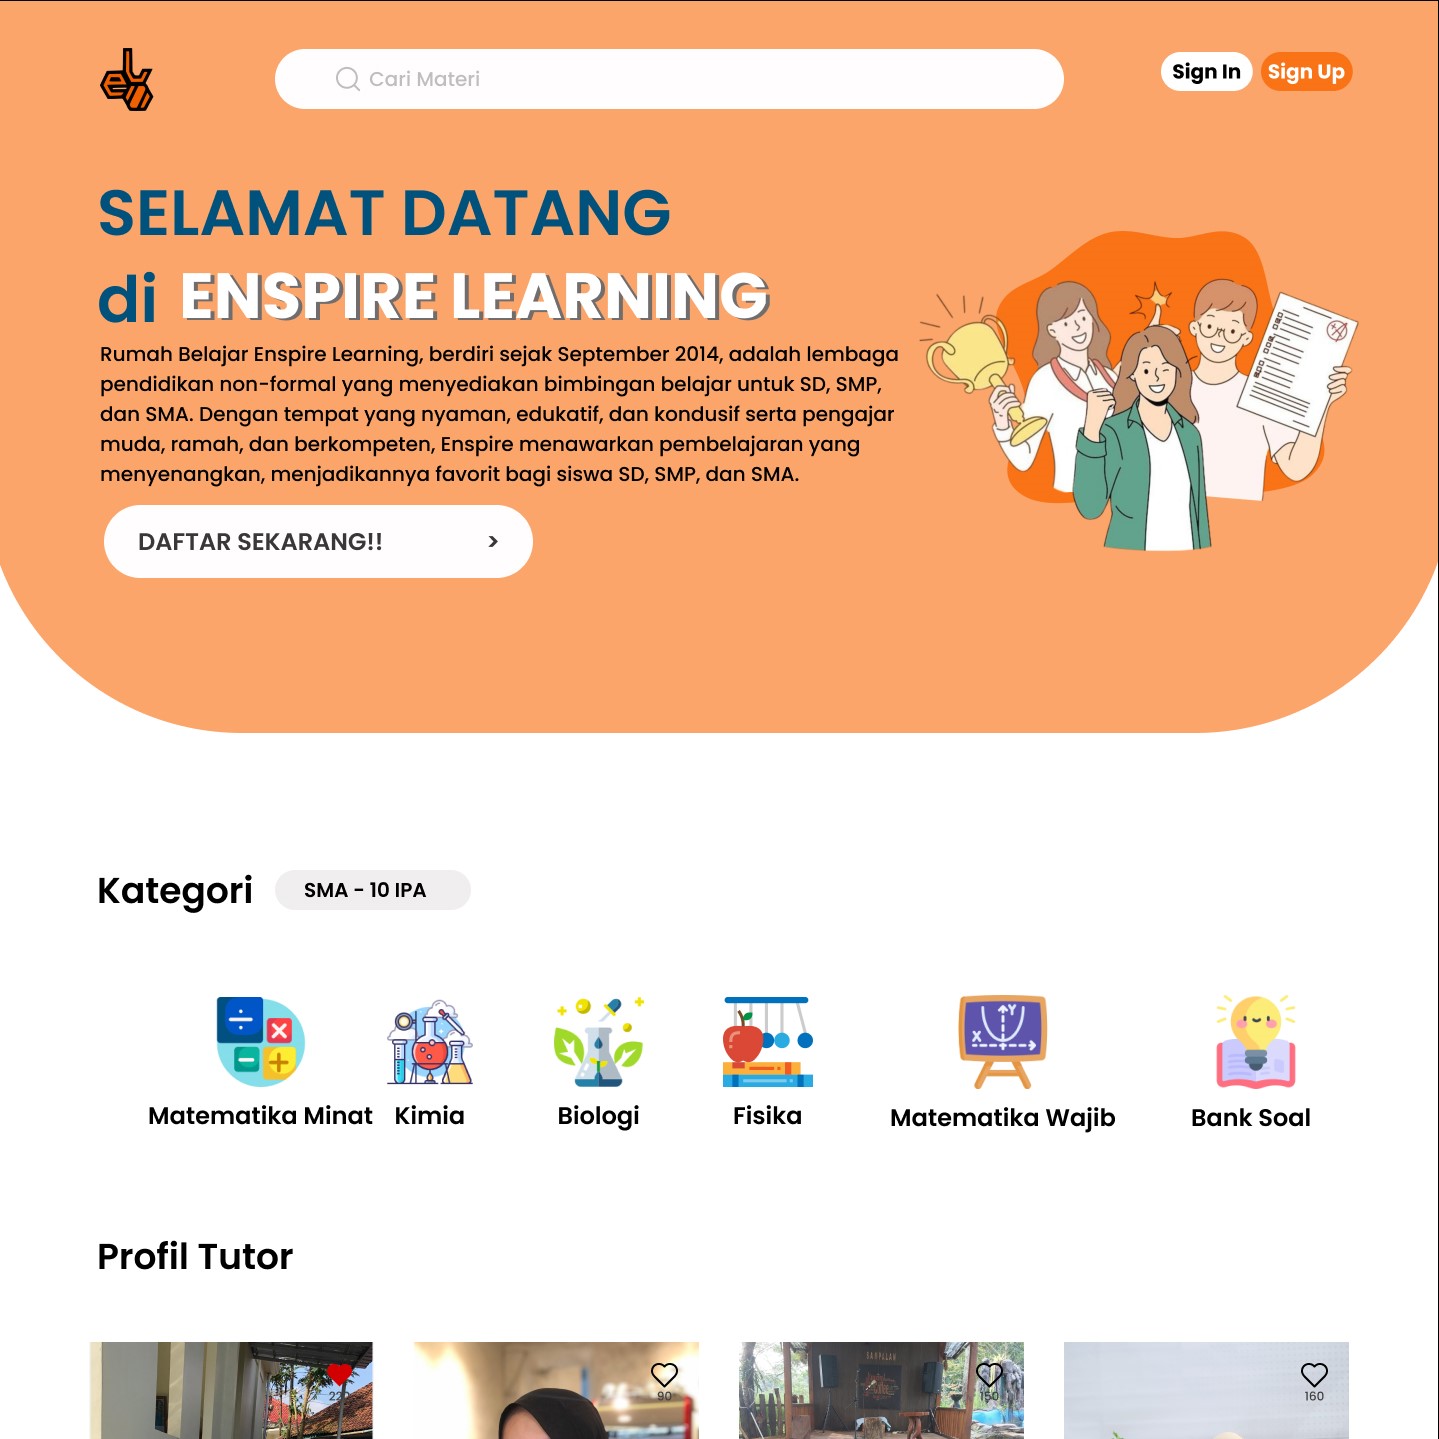 Cari Materi
Sign In
Sign Up
SELAMAT DATANG
di ENSPIRE LEARNING
Rumah Belajar Enspire Learning, berdiri sejak September 2014, adalah lembaga
pendidikan non-formal yang menyediakan bimbingan belajar untuk SD, SMP,
dan SMA. Dengan tempat yang nyaman, edukatif, dan kondusif serta pengajar
muda, ramah, dan berkompeten, Enspire menawarkan pembelajaran yang
menyenangkan, menjadikannya favorit bagi siswa SD, SMP, dan SMA.
DAFTAR SEKARANG!! >
Kategori
SMA - 10 IPA
Y
X
Matematika Minat
Kimia
Biologi
Fisika
Matematika Wajib
Bank Soal
Profil Tutor
90
150
160